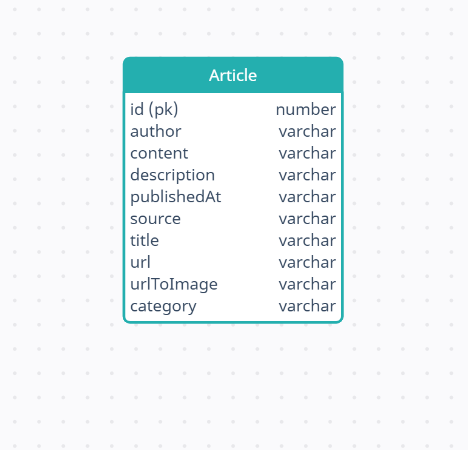 Article
id (pk) number
author varchar
content varchar
description varchar
publishedAt varchar
source varchar
title varchar
url varchar
urlToImage varchar
category varchar